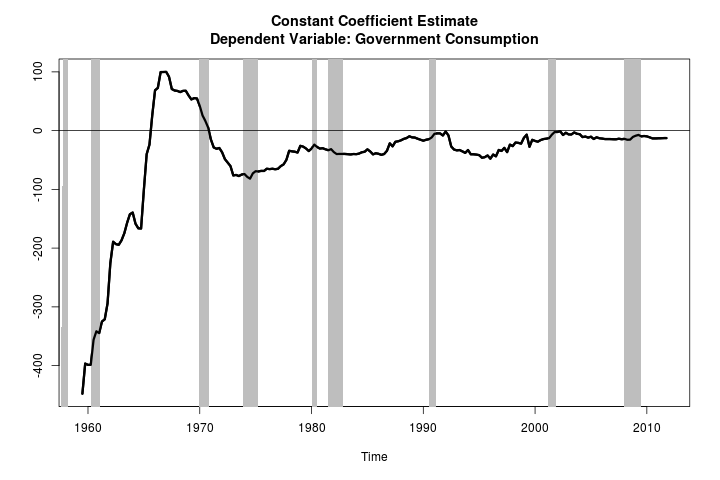 Constant Coefficient Estimate
Dependent Variable: Government Consumption
100
0
-100
-200
-300
-400
1960 1970 1980 1990 2000 2010
Time